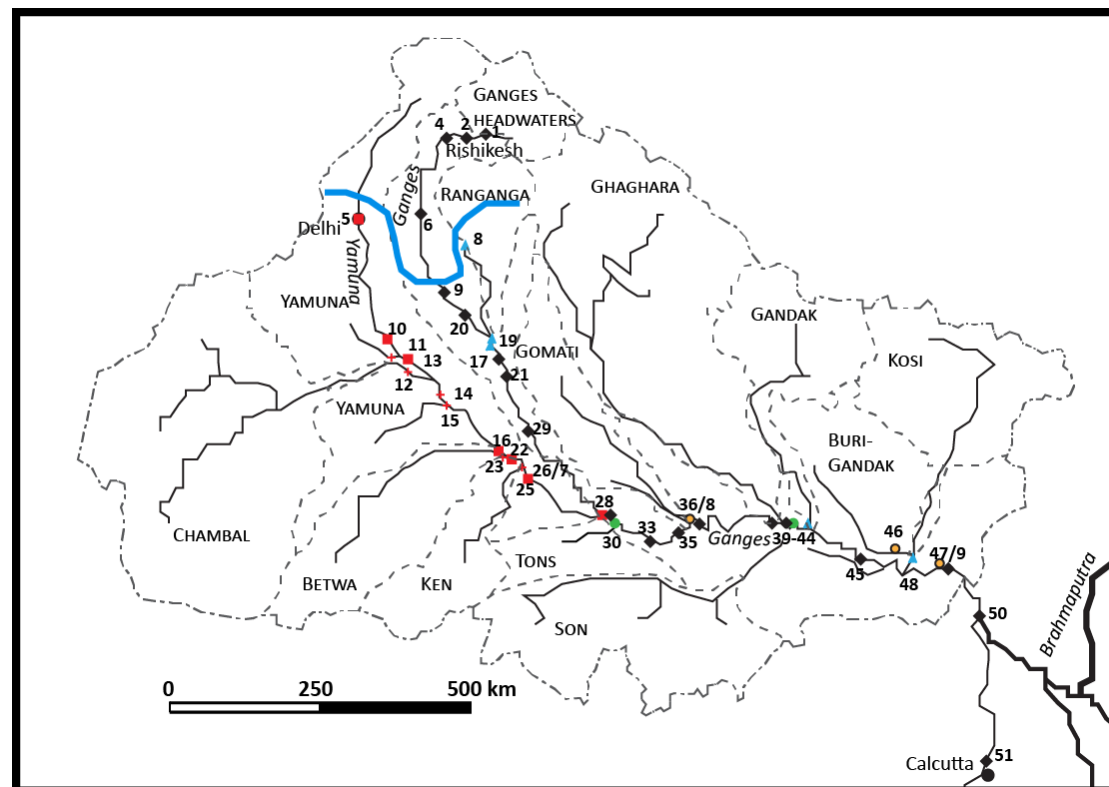 GANGES
HEADWATERS
4 2 1
Rishikesh
GHAGHARA
RANGANGA
Ganges
Delhi 5
6
8
Yamuna
YAMUNA
9
GANDAK
20
10
19
KOSI
11
GOMATI
13
17
12
21
14
YAMUNA
15
29
BURI-
GANDAK
16
22
23
26/7
25
28
36/8
CHAMBAL
30
33
35
Ganges
39-44
46
47/9
TONS
45
48
BETWA
KEN
SON
50
Brahmaputra
0 250 500 km
51
Calcutta